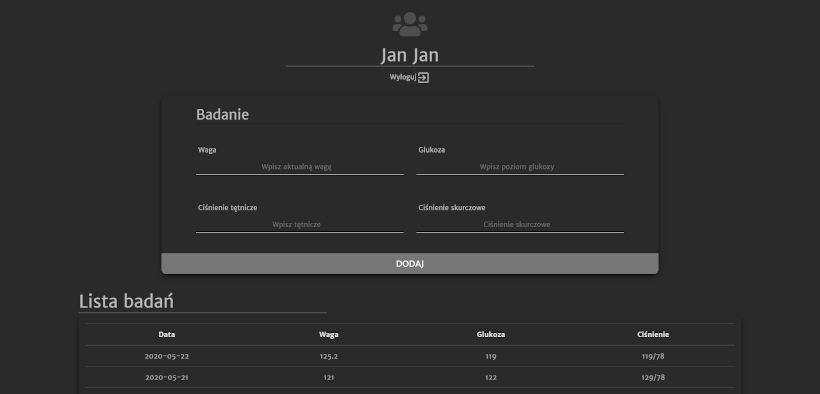 Jan Jan
Wyloguj
Badanie
Waga Glukoza
Wpisz aktualną wagę Wpisz poziom glukozy
Ciśnienie tętnicze Ciśnienie skurczowe
Wpisz tętnicze Ciśnienie skurczowe
DODAJ
Lista badań
Data Waga Glukoza Ciśnienie
2020-05-22 125.2 119 119/78
2020-05-21 121 122 129/78